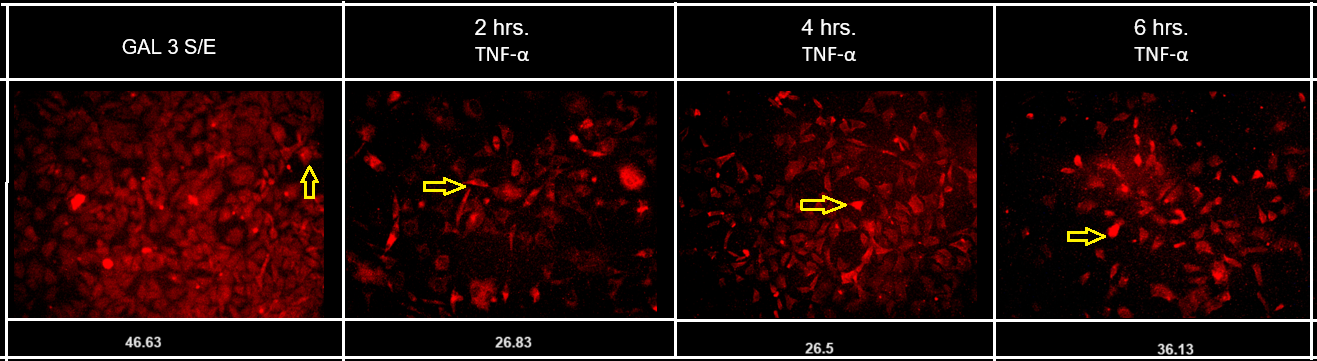 GAL 3 S/E
2 hrs.
TNF-α
4 hrs.
TNF-α
6 hrs.
TNF-α
46.63
26.83
26.5
36.13